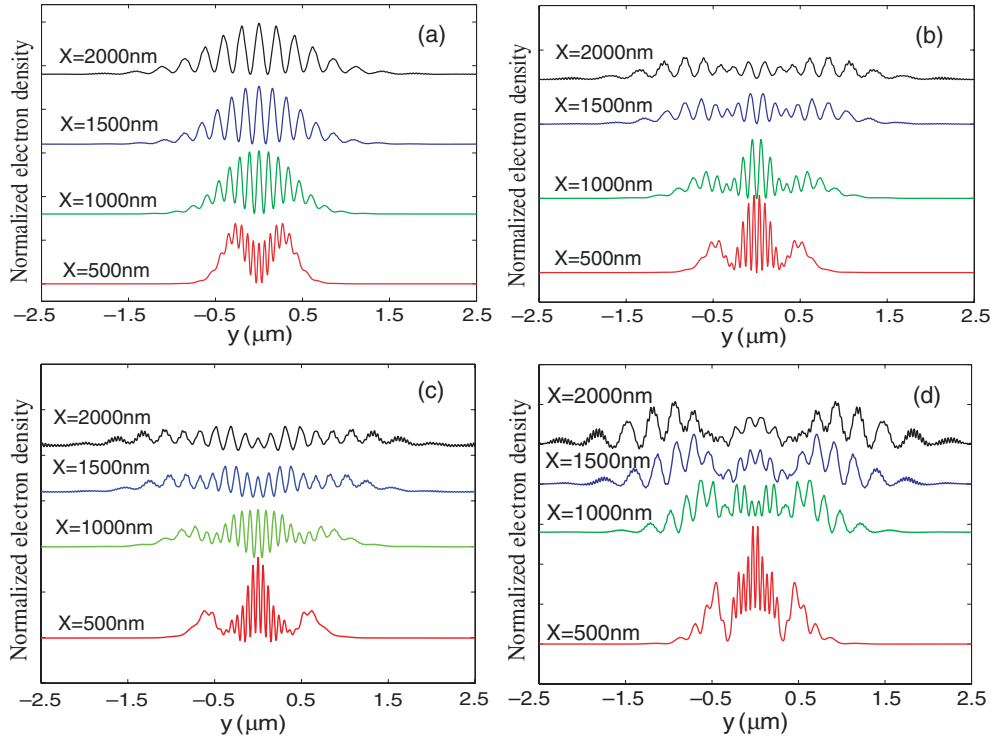 (a)
Normalized electron density
X=2000nm
X=1500nm
X=1000nm
X=500nm
−2.5 −1.5 −0.5 0.5 1.5 2.5
y (μm)
(b)
Normalized electron density
X=2000nm
X=1500nm
X=1000nm
X=500nm
−2.5 −1.5 −0.5 0.5 1.5 2.5
y (μm)
(c)
Normalized electron density
X=2000nm
X=1500nm
X=1000nm
X=500nm
−2.5 −1.5 −0.5 0.5 1.5 2.5
y (μm)
(d)
Normalized electron density
X=2000nm
X=1500nm
X=1000nm
X=500nm
−2.5 −1.5 −0.5 0.5 1.5 2.5
y (μm)